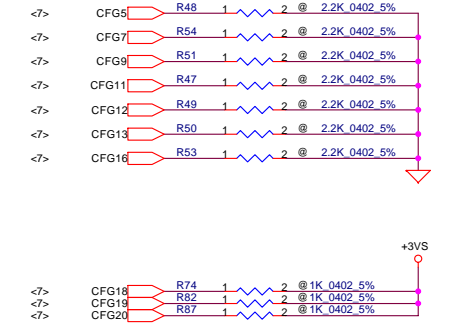 <7> CFG5 R48 1 2 @ 2.2K_0402_5%
<7> CFG7 R54 1 2 @ 2.2K_0402_5%
<7> CFG9 R51 1 2 @ 2.2K_0402_5%
<7> CFG11 R47 1 2 @ 2.2K_0402_5%
<7> CFG12 R49 1 2 @ 2.2K_0402_5%
<7> CFG13 R50 1 2 @ 2.2K_0402_5%
<7> CFG16 R53 1 2 @ 2.2K_0402_5%
+3VS
<7> CFG18 R74 1 2 @ 1K_0402_5%
<7> CFG19 R82 1 2 @ 1K_0402_5%
<7> CFG20 R87 1 2 @ 1K_0402_5%